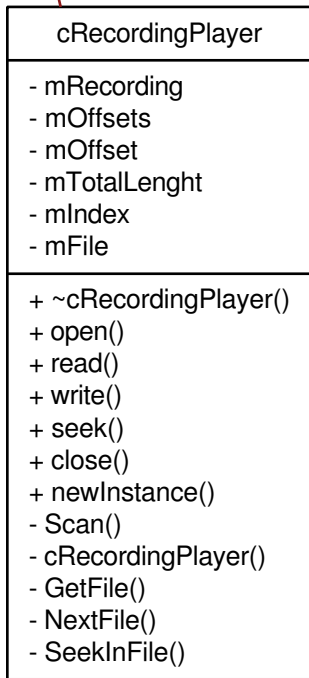 cRecordingPlayer
- mRecording
- mOffsets
- mOffset
- mTotalLenght
- mIndex
- mFile
+ ~cRecordingPlayer()
+ open()
+ read()
+ write()
+ seek()
+ close()
+ newInstance()
- Scan()
- cRecordingPlayer()
- GetFile()
- NextFile()
- SeekInFile()